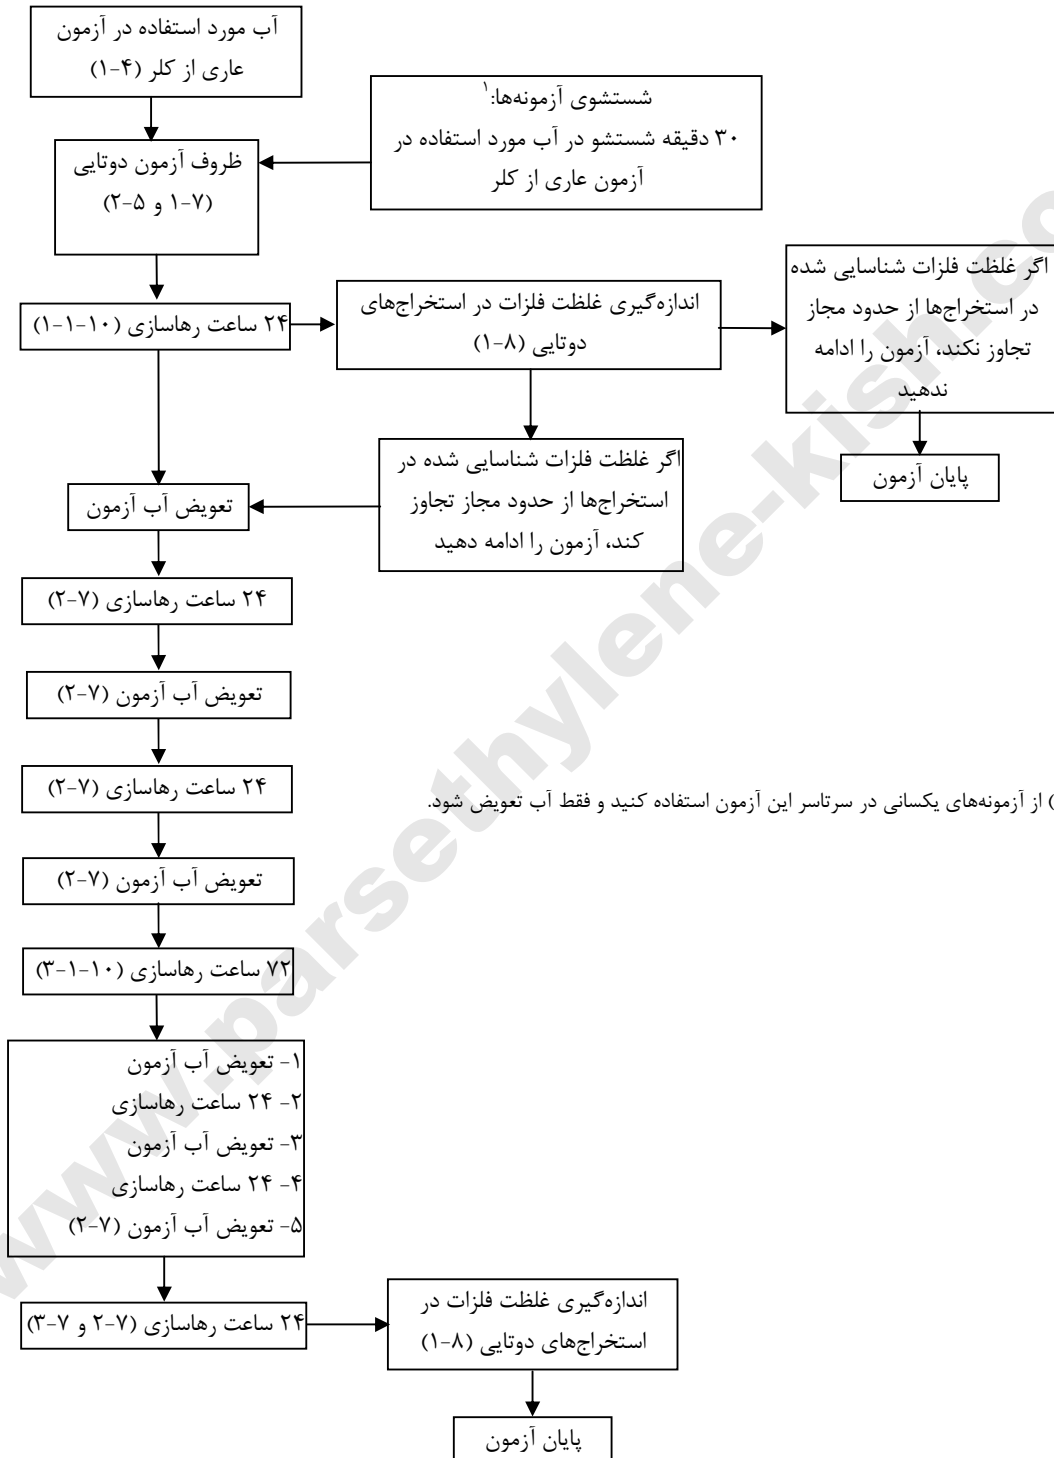 آب مورد استفاده در آزمون
عاری از کلر (۴-۱)
شستشوی آزمونه‌ها:۱
۳۰ دقیقه شستشو در آب مورد استفاده در
آزمون عاری از کلر
ظروف آزمون دوتایی
(۷-۱ و ۵-۲)
۲۴ ساعت رهاسازی (۱۰-۱-۱)
اندازه‌گیری غلظت فلزات در استخراج‌های
دوتایی (۸-۱)
اگر غلظت فلزات شناسایی شده
در استخراج‌ها از حدود مجاز
تجاوز نکند، آزمون را ادامه
ندهید
پایان آزمون
اگر غلظت فلزات شناسایی شده در
استخراج‌ها از حدود مجاز تجاوز
کند، آزمون را ادامه دهید
تعویض آب آزمون
۲۴ ساعت رهاسازی (۷-۲)
تعویض آب آزمون (۷-۲)
۲۴ ساعت رهاسازی (۷-۲)
) از آزمونه‌های یکسانی در سرتاسر این آزمون استفاده کنید و فقط آب تعویض شود.
تعویض آب آزمون (۷-۲)
۷۲ ساعت رهاسازی (۱۰-۱-۳)
۱- تعویض آب آزمون
۲- ۲۴ ساعت رهاسازی
۳- تعویض آب آزمون
۴- ۲۴ ساعت رهاسازی
۵- تعویض آب آزمون (۷-۲)
۲۴ ساعت رهاسازی (۷-۲ و ۷-۳)
اندازه‌گیری غلظت فلزات در
استخراج‌های دوتایی (۸-۱)
پایان آزمون
www.parsethylene-kish.co